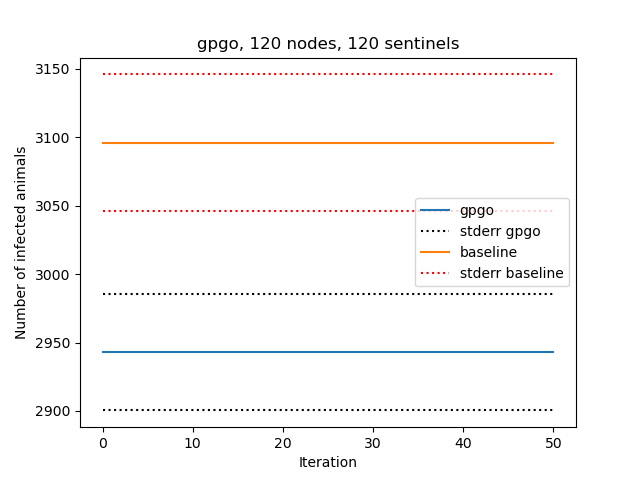 gpgo, 120 nodes, 120 sentinels
3150
3100
3050
3000
2950
2900
Number of infected animals
gpgo
stderr gpgo
baseline
stderr baseline
0 10 20 30 40 50
Iteration